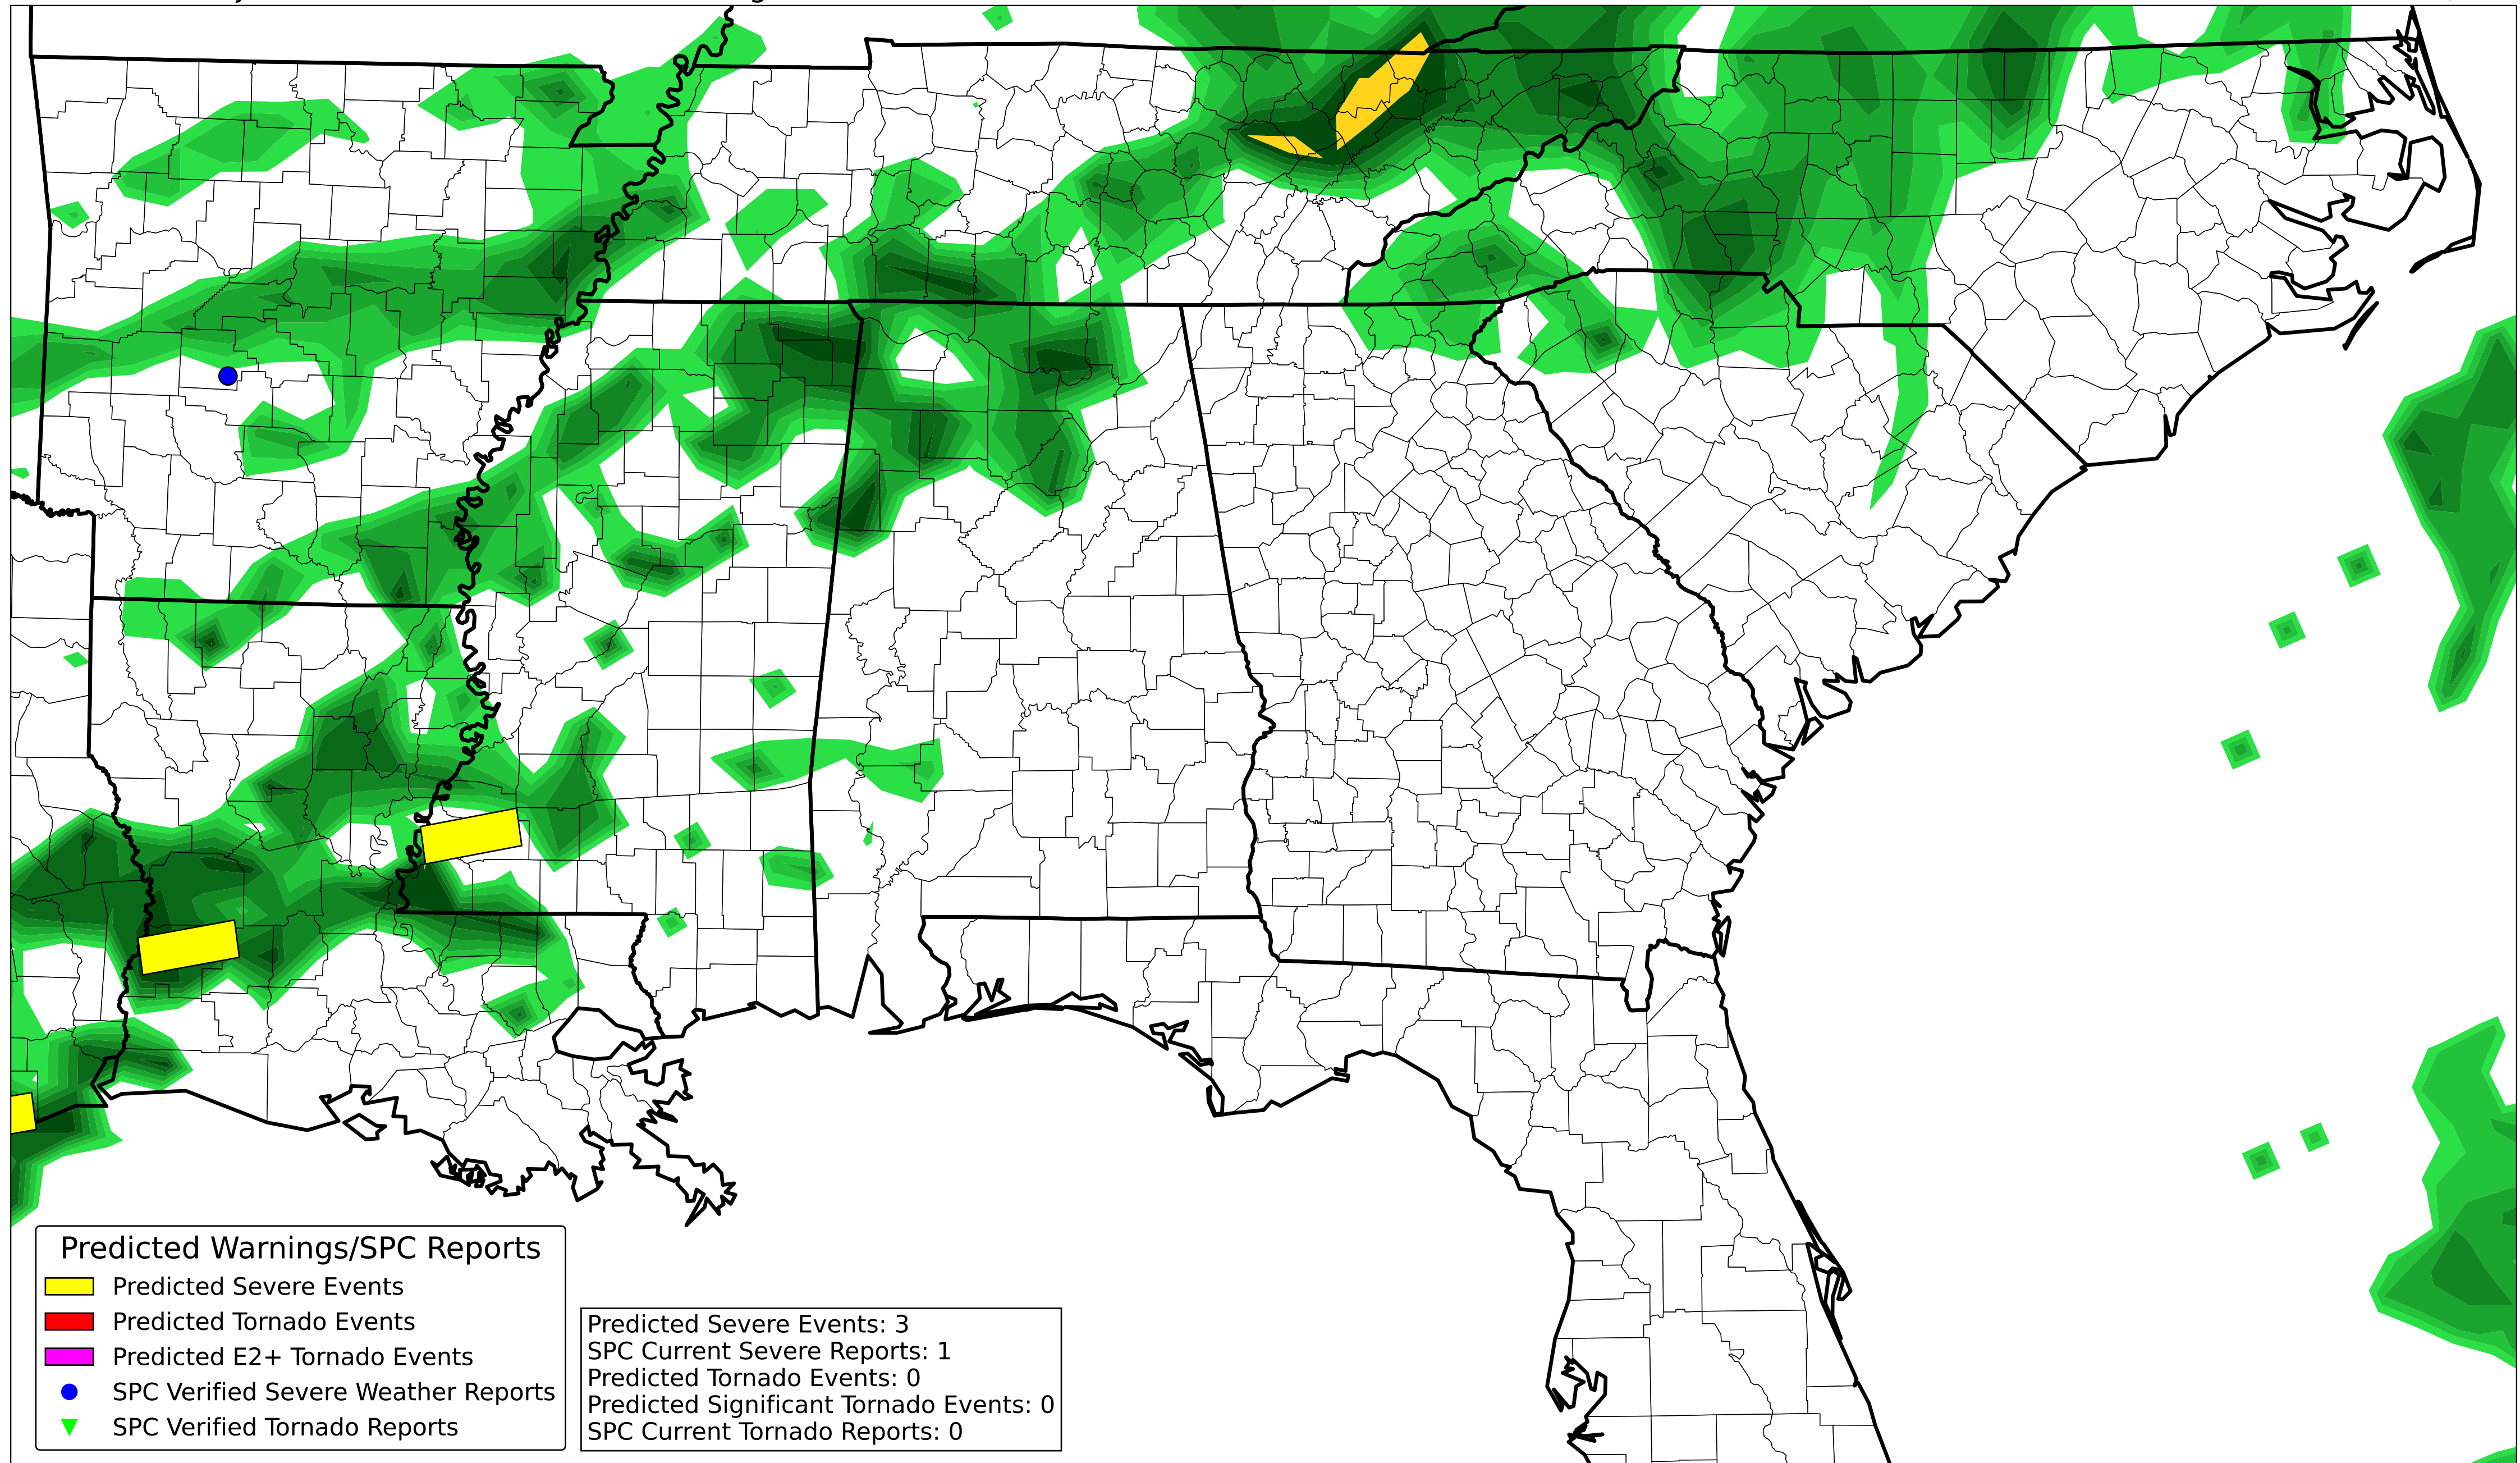 Predicted Warnings/SPC Reports
Predicted Severe Events
Predicted Tornado Events
Predicted E2+ Tornado Events
SPC Verified Severe Weather Reports
SPC Verified Tornado Reports
Predicted Severe Events: 3
SPC Current Severe Reports: 1
Predicted Tornado Events: 0
Predicted Significant Tornado Events: 0
SPC Current Tornado Reports: 0